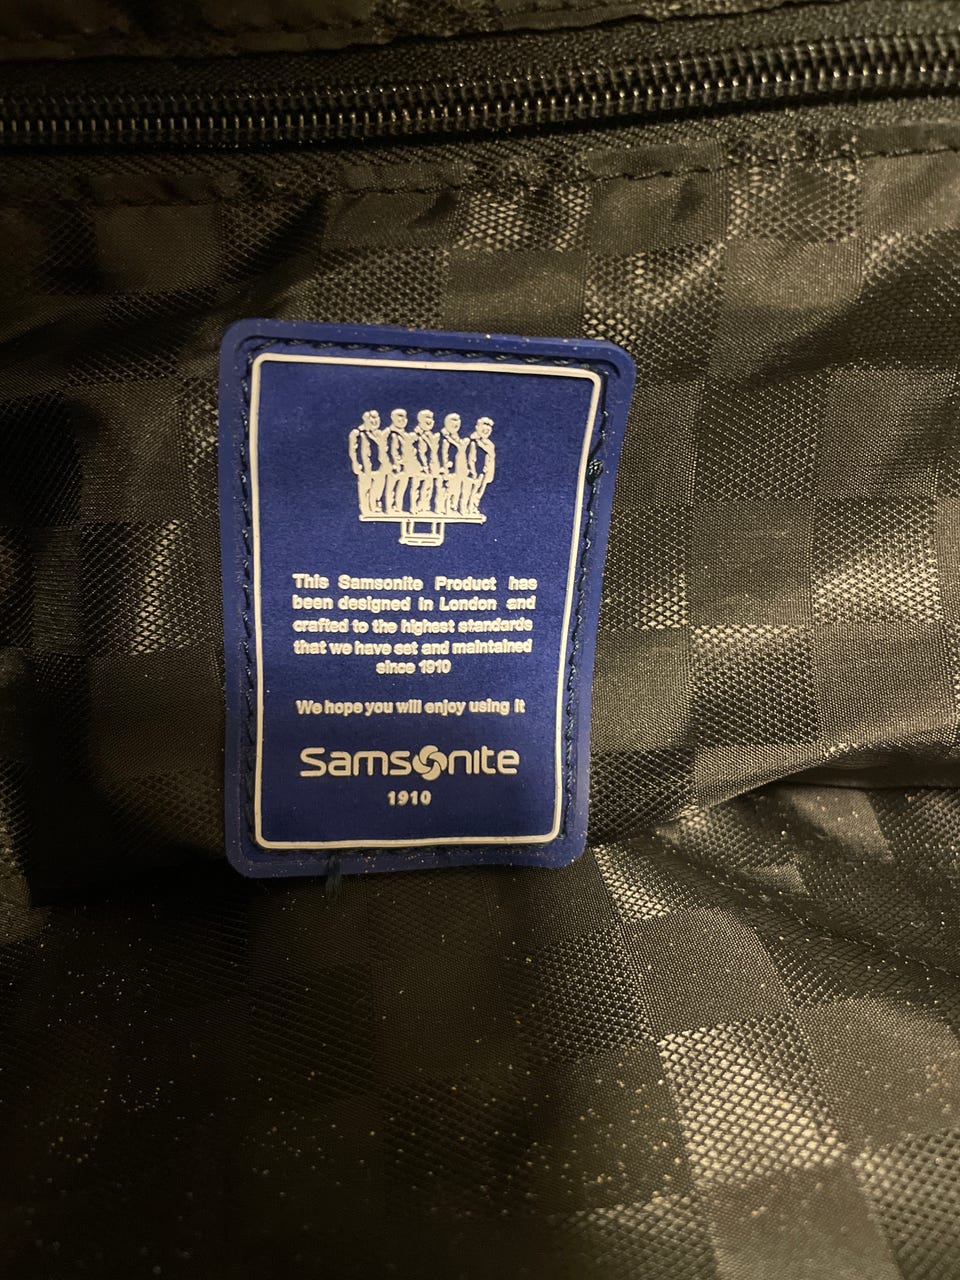 This Samsonite Product has
been designed in London and
crafted to the highest standards
that we have set and maintained
since 1910
We hope you will enjoy using it
Samsonite
1910